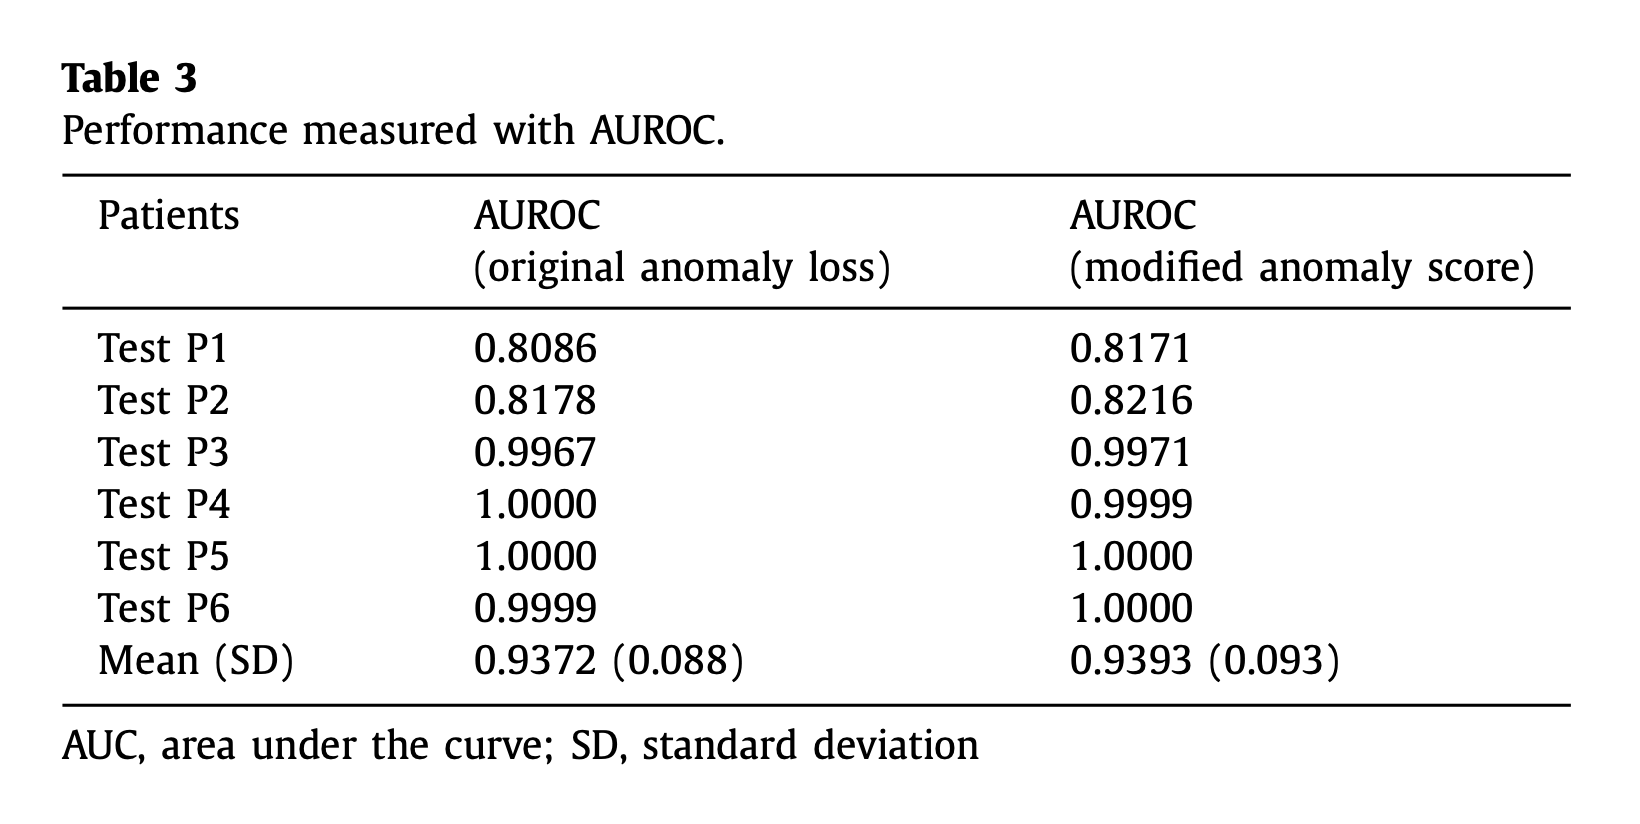 Table 3
Performance measured with AUROC.
Patients AUROC AUROC
(original anomaly loss) (modified anomaly score)
Test P1 0.8086 0.8171
Test P2 0.8178 0.8216
Test P3 0.9967 0.9971
Test P4 1.0000 0.9999
Test P5 1.0000 1.0000
Test P6 0.9999 1.0000
Mean (SD) 0.9372 (0.088) 0.9393 (0.093)
AUC, area under the curve; SD, standard deviation